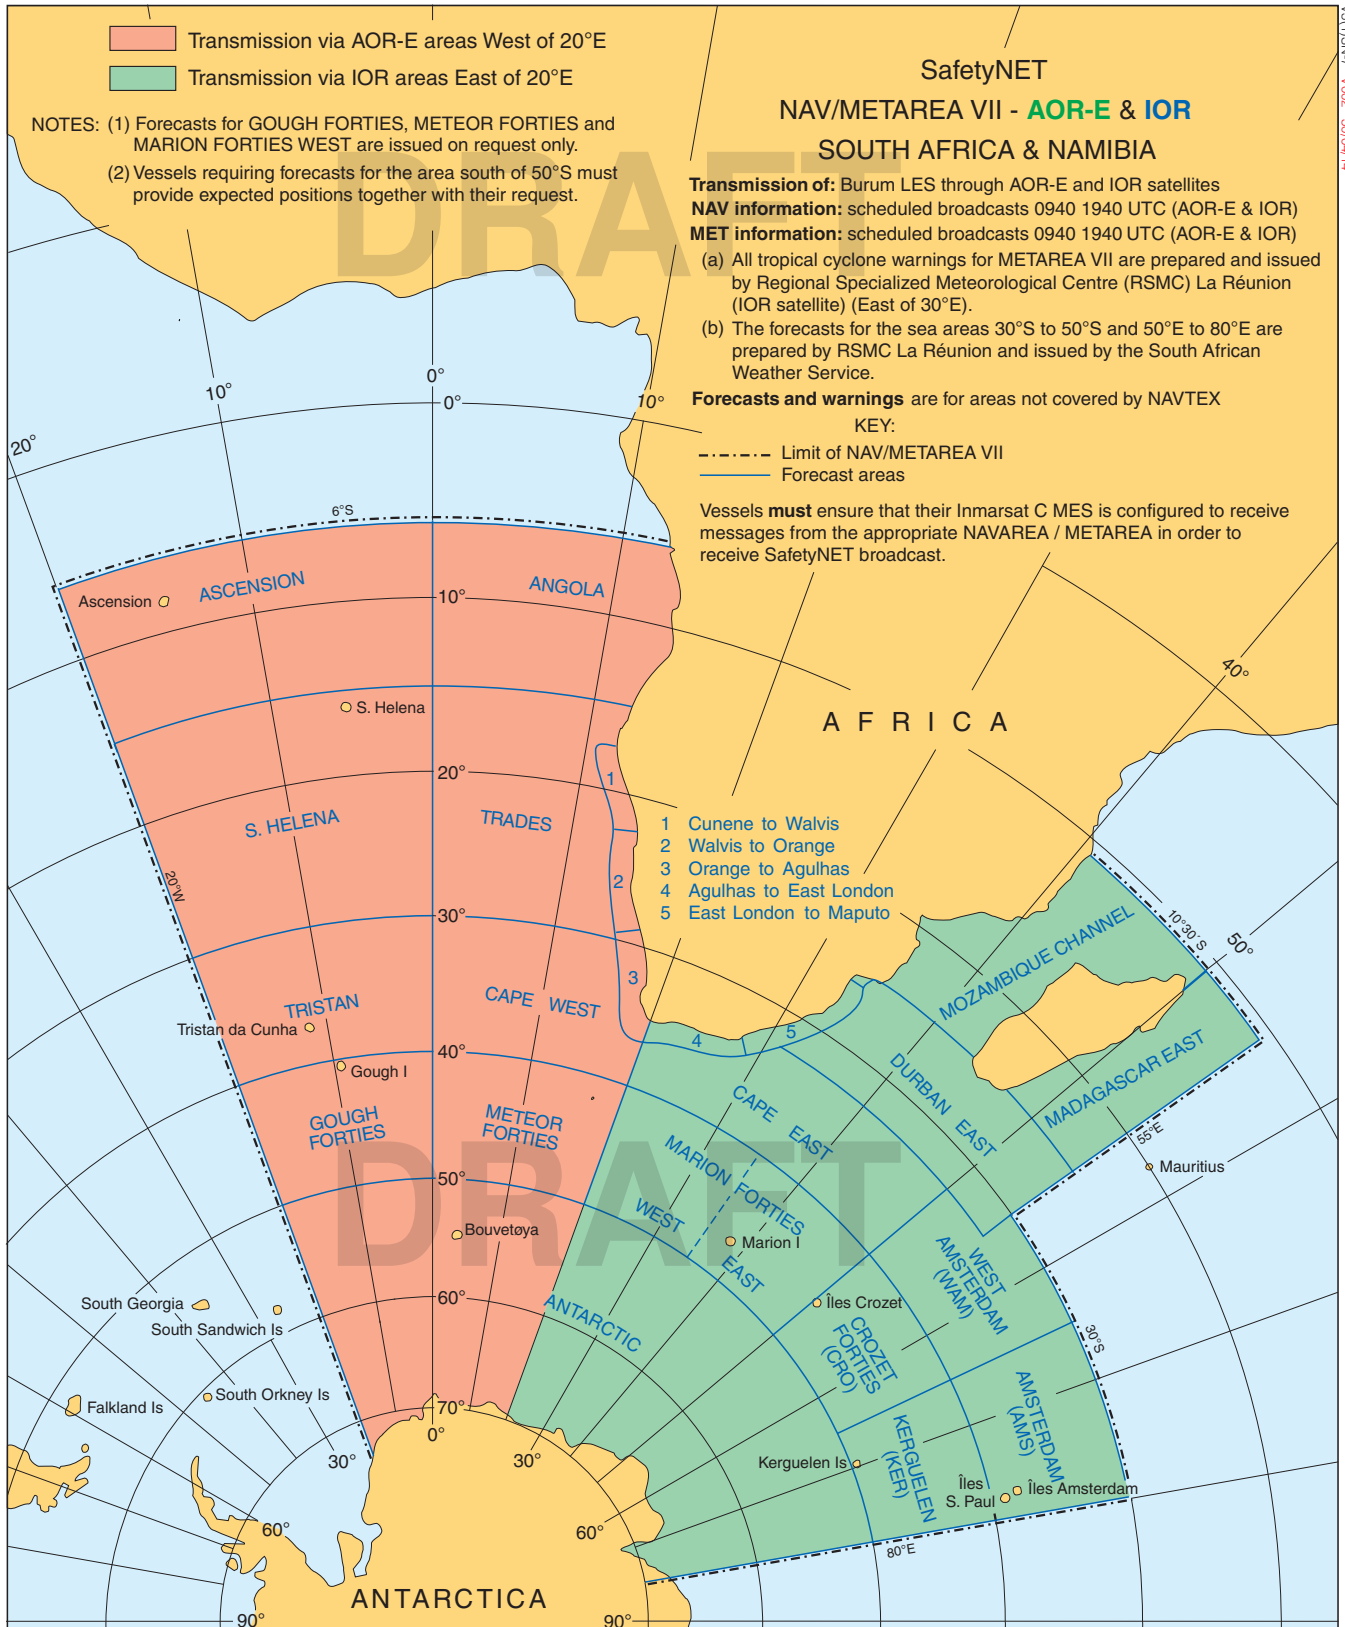 Transmission via AOR-E areas West of 20°E
Transmission via IOR areas East of 20°E
NOTES: (1) Forecasts for GOUGH FORTIES, METEOR FORTIES and
MARION FORTIES WEST are issued on request only.
(2) Vessels requiring forecasts for the area south of 50°S must
provide expected positions together with their request.
SafetyNET
NAV/METAREA VII - AOR-E & IOR
SOUTH AFRICA & NAMIBIA
Transmission of: Burum LES through AOR-E and IOR satellites
NAV information: scheduled broadcasts 0940 1940 UTC (AOR-E & IOR)
MET information: scheduled broadcasts 0940 1940 UTC (AOR-E & IOR)
(a) All tropical cyclone warnings for METAREA VII are prepared and issued
by Regional Specialized Meteorological Centre (RSMC) La Réunion
(IOR satellite) (East of 30°E).
(b) The forecasts for the sea areas 30°S to 50°S and 50°E to 80°E are
prepared by RSMC La Réunion and issued by the South African
Weather Service.
Forecasts and warnings are for areas not covered by NAVTEX
KEY:
Limit of NAV/METAREA VII
Forecast areas
Vessels must ensure that their Inmarsat C MES is configured to receive
messages from the appropriate NAVAREA / METAREA in order to
receive SafetyNET broadcast.
DRAFT
20°
10°
0°
0°
10°
40°
50°
6°S
ASCENSION
ANGOLA
Ascension
10°
S. Helena
AFRICA
20°
1
S. HELENA
TRADES
1 Cunene to Walvis
2 Walvis to Orange
3 Orange to Agulhas
4 Agulhas to East London
5 East London to Maputo
20°W
2
30°
3
10°30'S
MOZAMBIQUE CHANNEL
TRISTAN
CAPE WEST
Tristan da Cunha
4
5
40°
Gough I
DURBAN EAST
MADAGASCAR EAST
GOUGH
FORTIES
METEOR
FORTIES
CAPE EAST
55°E
Mauritius
DRAFT
MARION FORTIES
50°
WEST
EAST
Bouvetøya
Marion I
WEST
AMSTERDAM
(WAM)
South Georgia
South Sandwich Is
60°
ANTARCTIC
Îles Crozet
CROZET
FORTIES
(CRO)
30°S
South Orkney Is
Falkland Is
70°
AMSTERDAM
(AMS)
0°
30°
30°
Kerguelen Is
KERGUELEN
(KER)
Îles
S. Paul
Îles Amsterdam
60°
60°
80°E
ANTARCTICA
90°
90°